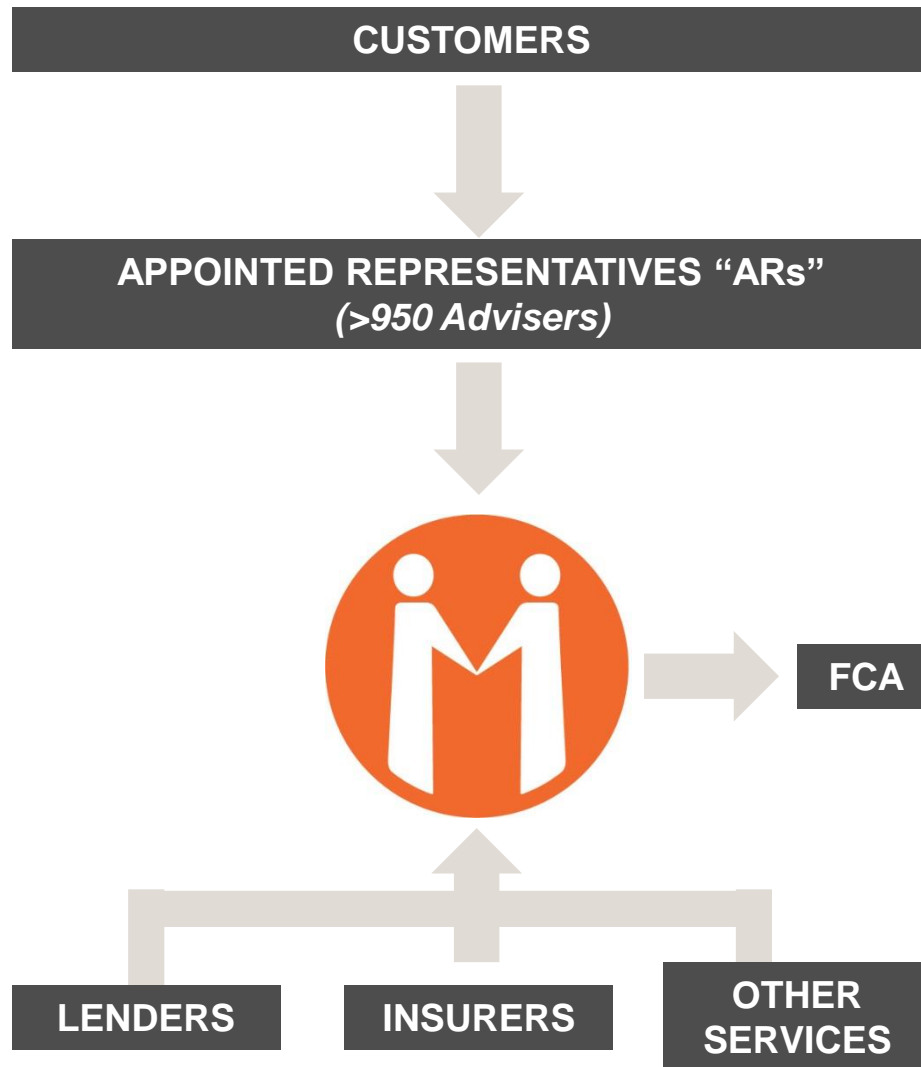 CUSTOMERS
APPOINTED REPRESENTATIVES “ARs”
(>950 Advisers)
FCA
LENDERS
INSURERS
OTHER
SERVICES